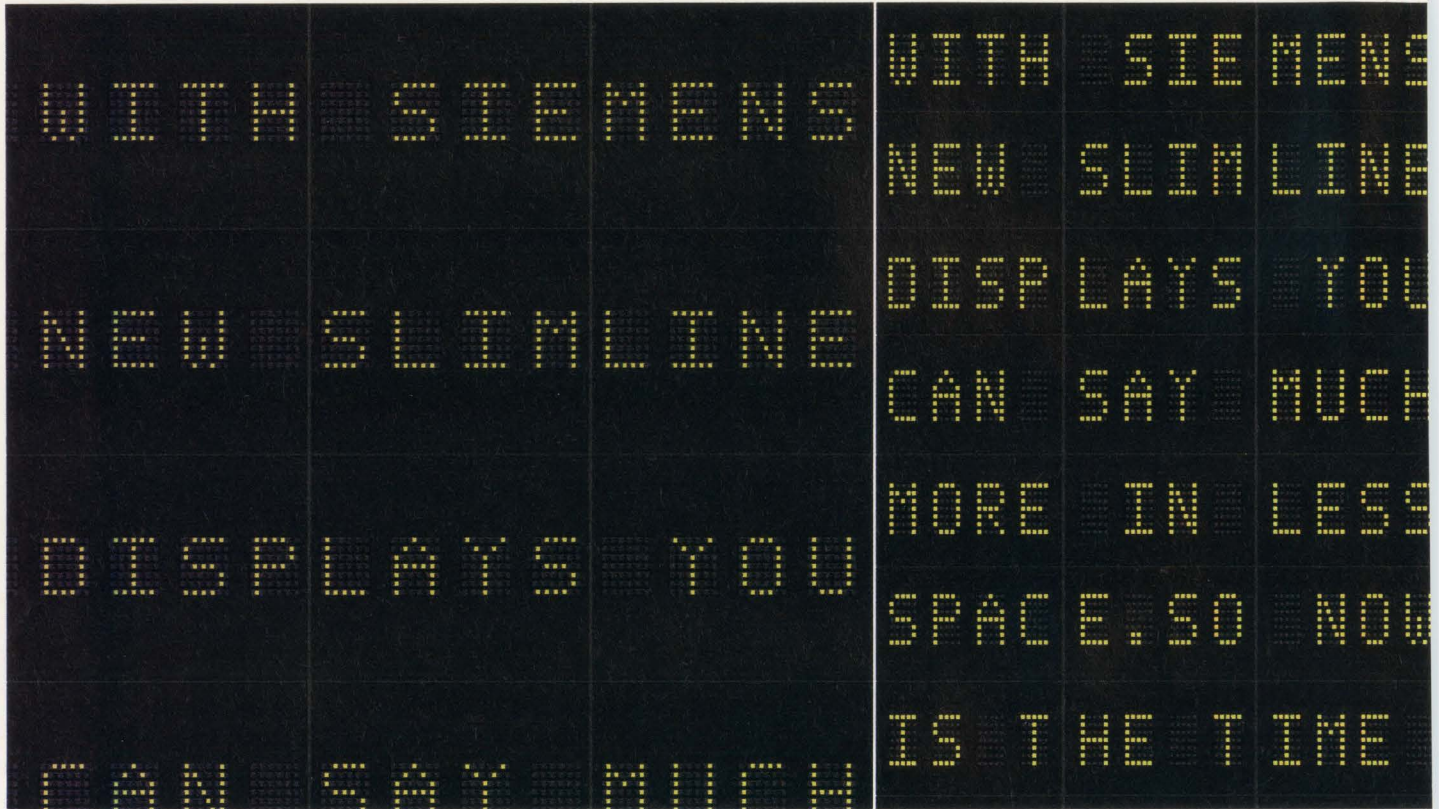 WITH SIEMENS
NEW SLIMLINE
DISPLAYS YOU
CAN SAY MUCH
WITH SIEMENS
NEW SLIMLINE
DISPLAYS YOU
CAN SAY MUCH
MORE IN LESS
SPACE.SO NOW
IS THE TIME